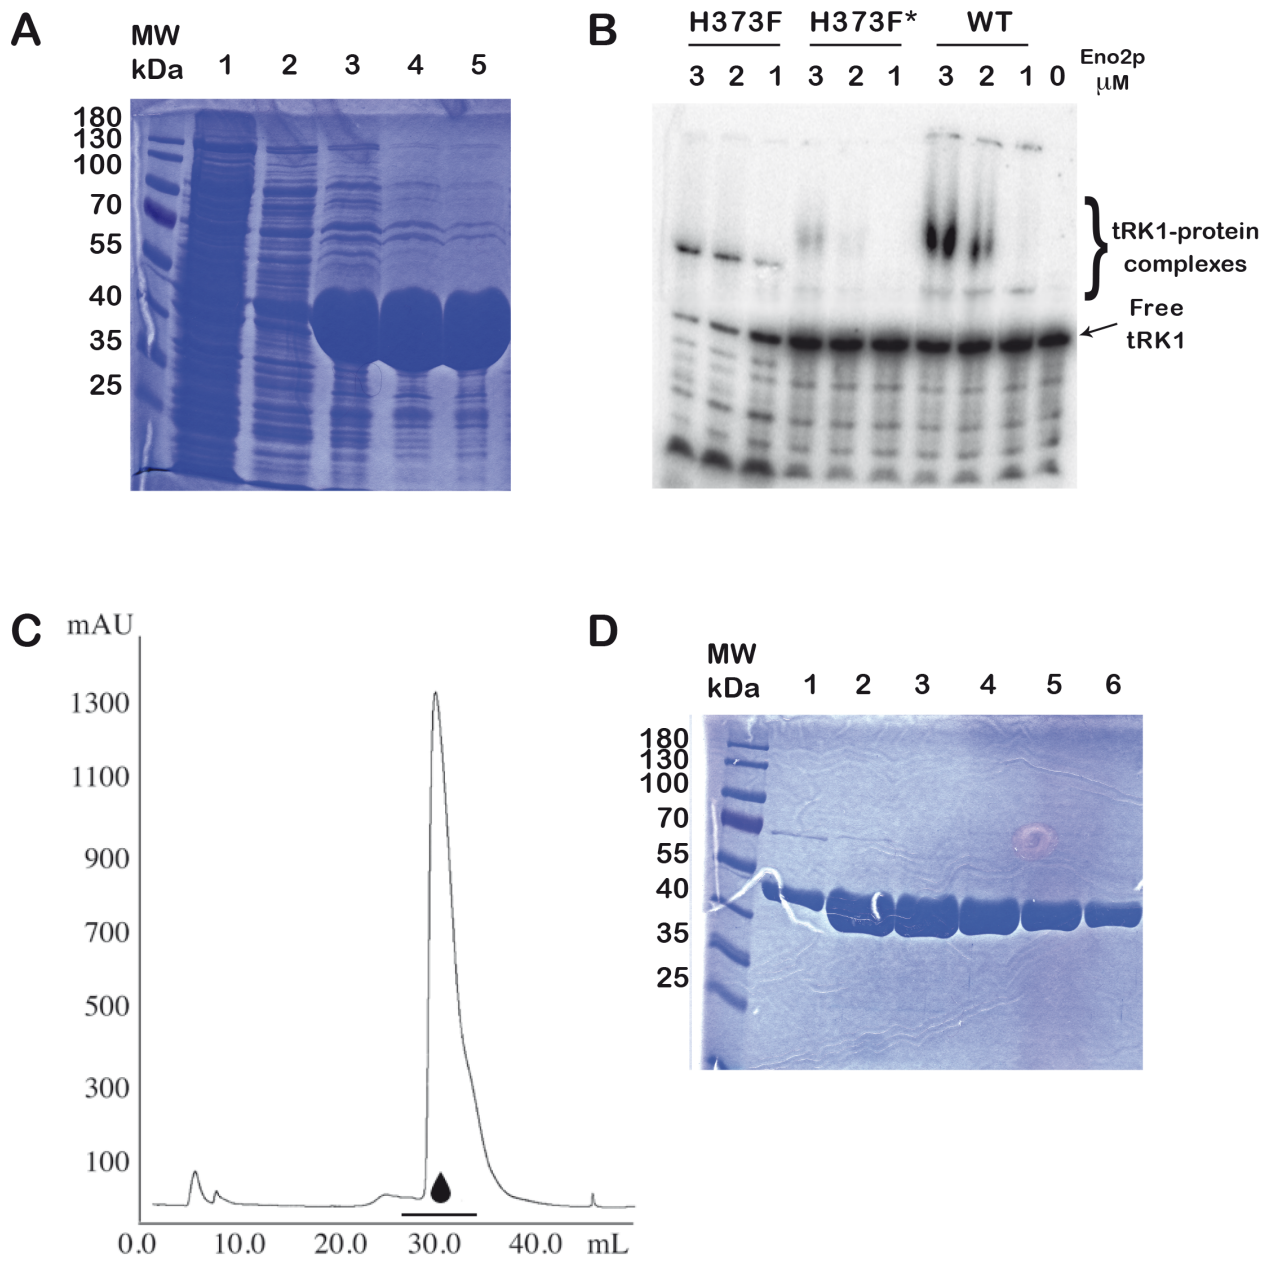 A
MW
kDa 1 2 3 4 5
180
130
100
70
55
40
35
25
B
H373F H373F* WT
3 2 1 3 2 1 3 2 1 0 Eno2p
μM
tRK1-protein
complexes
Free
tRK1
C
mAU
1300
1100
900
700
500
300
100
0.0 10.0 20.0 30.0 40.0 mL
D
MW
kDa 1 2 3 4 5 6
180
130
100
70
55
40
35
25